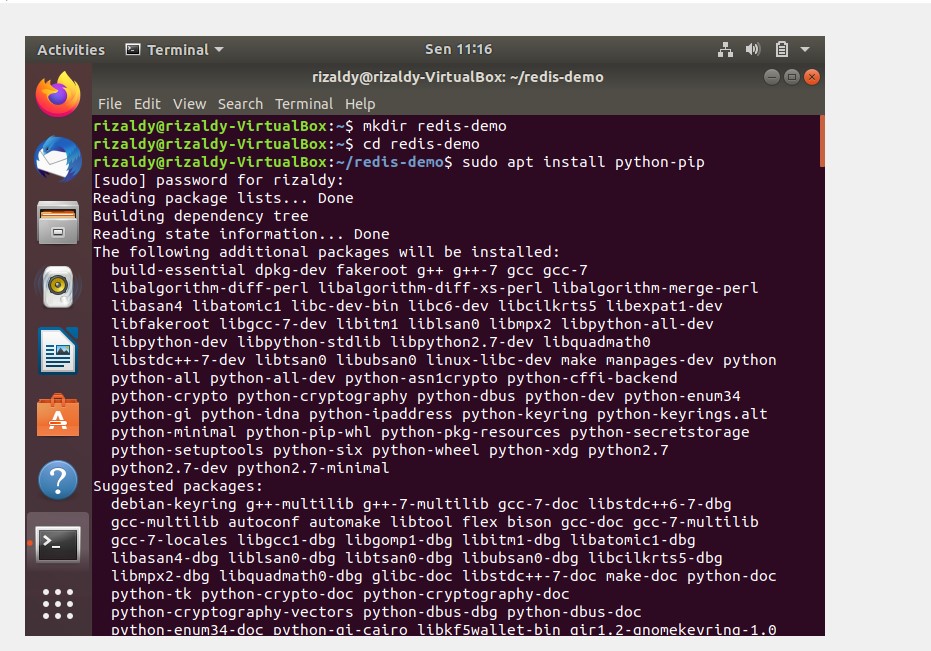 Activities
Terminal
Sen 11:16
rizaldy@rizaldy-VirtualBox: ~/redis-demo
File Edit View Search Terminal Help
rizaldy@rizaldy-VirtualBox:~$ mkdir redis-demo
rizaldy@rizaldy-VirtualBox:~$ cd redis-demo
rizaldy@rizaldy-VirtualBox:~/redis-demo$ sudo apt install python-pip
[sudo] password for rizaldy:
Reading package lists... Done
Building dependency tree
Reading state information... Done
The following additional packages will be installed:
build-essential dpkg-dev fakeroot g++ g++-7 gcc gcc-7
libalgorithm-diff-perl libalgorithm-diff-xs-perl libalgorithm-merge-perl
libasan4 libatomic1 libc-dev-bin libc6-dev libcilkrts5 libexpat1-dev
libfakeroot libgcc-7-dev libitm1 liblsan0 libmpx2 libpython-all-dev
libpython-dev libpython-stdlib libpython2.7-dev libquadmath0
libstdc++-7-dev libtsan0 libubsan0 linux-libc-dev make manpages-dev python
python-all python-all-dev python-asn1crypto python-cffi-backend
python-crypto python-cryptography python-dbus python-dev python-enum34
python-gi python-idna python-ipaddress python-keyring python-keyrings.alt
python-minimal python-pip-whl python-pkg-resources python-secretstorage
python-setuptools python-six python-wheel python-xdg python2.7
python2.7-dev python2.7-minimal
Suggested packages:
debian-keyring g++-multilib g++-7-multilib gcc-7-doc libstdc++6-7-dbg
gcc-multilib autoconf automake libtool flex bison gcc-doc gcc-7-multilib
gcc-7-locales libgcc1-dbg libgomp1-dbg libitm1-dbg libatomic1-dbg
libasan4-dbg liblsan0-dbg libtsan0-dbg libubsan0-dbg libcilkrts5-dbg
libmpx2-dbg libquadmath0-dbg glibc-doc libstdc++-7-doc make-doc python-doc
python-tk python-crypto-doc python-cryptography-doc
python-cryptography-vectors python-dbus-dbg python-dbus-doc
python-enum34-doc python-gi-cairo libkf5wallet-bin gir1.2-gnomekeyring-1.0